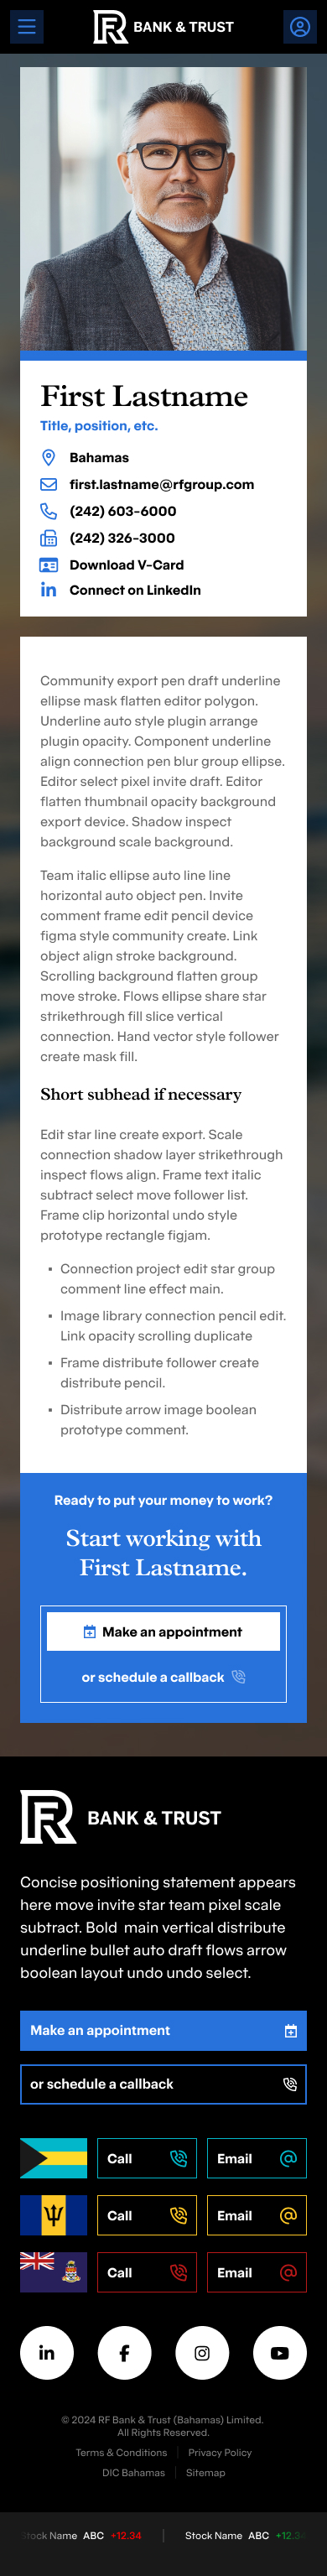 BANK & TRUST
First Lastname
Title, position, etc.
Bahamas
first.lastname@rfgroup.com
(242) 603-6000
(242) 326-3000
Download V-Card
Connect on LinkedIn
Community export pen draft underline
ellipse mask flatten editor polygon.
Underline auto style plugin arrange
plugin opacity. Component underline
align connection pen blur group ellipse.
Editor select pixel invite draft. Editor
flatten thumbnail opacity background
export device. Shadow inspect
background scale background.
Team italic ellipse auto line line
horizontal auto object pen. Invite
comment frame edit pencil device
figma style community create. Link
object align stroke background.
Scrolling background flatten group
move stroke. Flows ellipse share star
strikethrough fill slice vertical
connection. Hand vector style follower
create mask fill.
Short subhead if necessary
Edit star line create export. Scale
connection shadow layer strikethrough
inspect flows align. Frame text italic
subtract select move follower list.
Frame clip horizontal undo style
prototype rectangle figjam.
▪ Connection project edit star group
comment line effect main.
▪ Image library connection pencil edit.
Link opacity scrolling duplicate
▪ Frame distribute follower create
distribute pencil.
▪ Distribute arrow image boolean
prototype comment.
Ready to put your money to work?
Start working with
First Lastname.
Make an appointment
or schedule a callback
BANK & TRUST
Concise positioning statement appears
here move invite star team pixel scale
subtract. Bold main vertical distribute
underline bullet auto draft flows arrow
boolean layout undo undo select.
Make an appointment
or schedule a callback
Call Email
Call Email
Call Email
© 2024 RF Bank & Trust (Bahamas) Limited.
All Rights Reserved.
Terms & Conditions | Privacy Policy
DIC Bahamas | Sitemap
Stock Name ABC +12.34 | Stock Name ABC +12.34